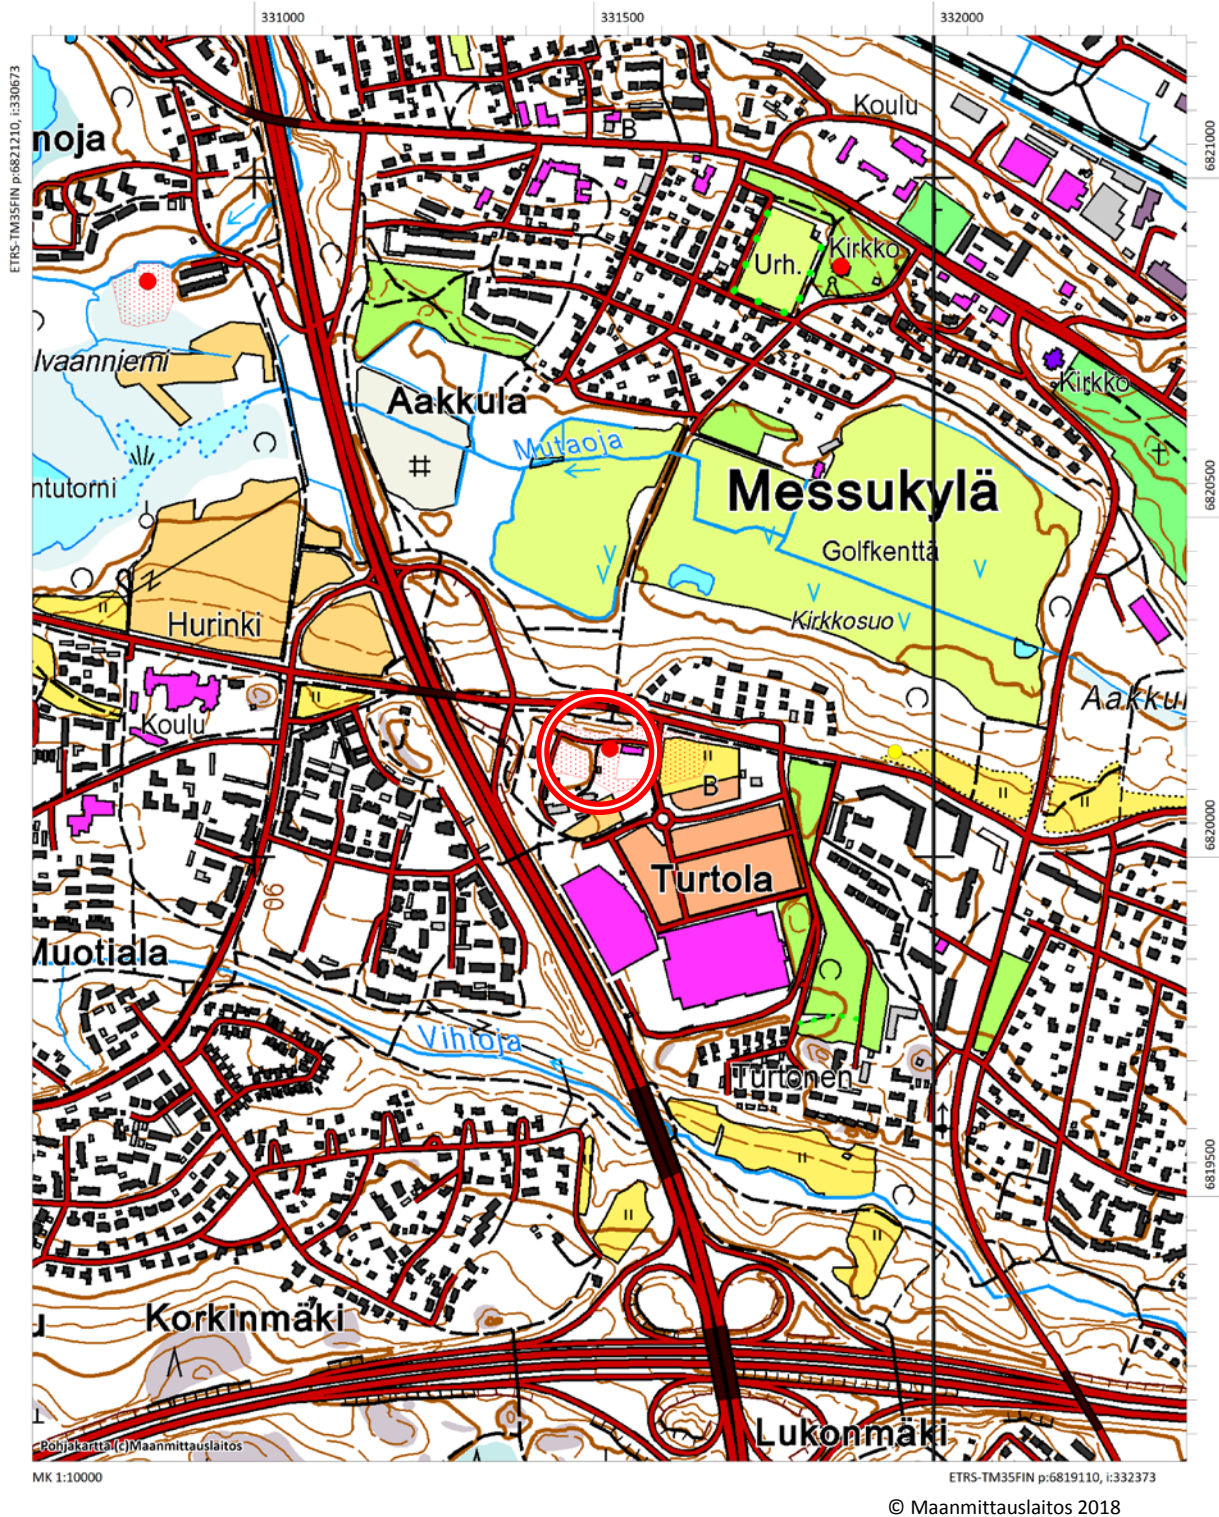 331000
331500
332000
ETRS-TM35FIN p:6821210, i:330673
Koulu
B
noja
6821000
Kirkko
Urh.
lvaanniemi
Kirkko
Aakkula
Mutaoja
ntutorni
Messukylä
6820500
Golfkenttä
Hurinki
Kirkkosuo
Aakkul
Koulu
B
6820000
Turtola
90
Muotiala
Vihioja
Turtonen
6819500
Korkinmäki
u
Lukonmäki
Pohjakartta (c)Maanmittauslaitos
MK 1:10000
ETRS-TM35FIN p:6819110, i:332373
© Maanmittauslaitos 2018